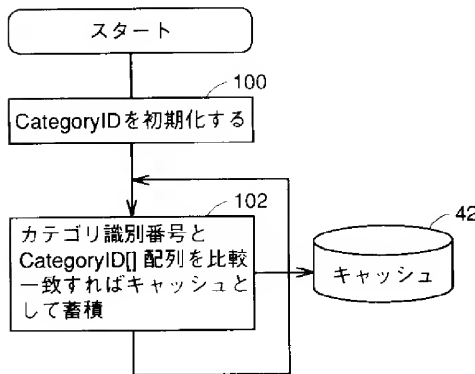 スタート
100
CategoryIDを初期化する
102
カテゴリ識別番号と
CategoryID[] 配列を比較
一致すればキャッシュと
して蓄積
42
キャッシュ